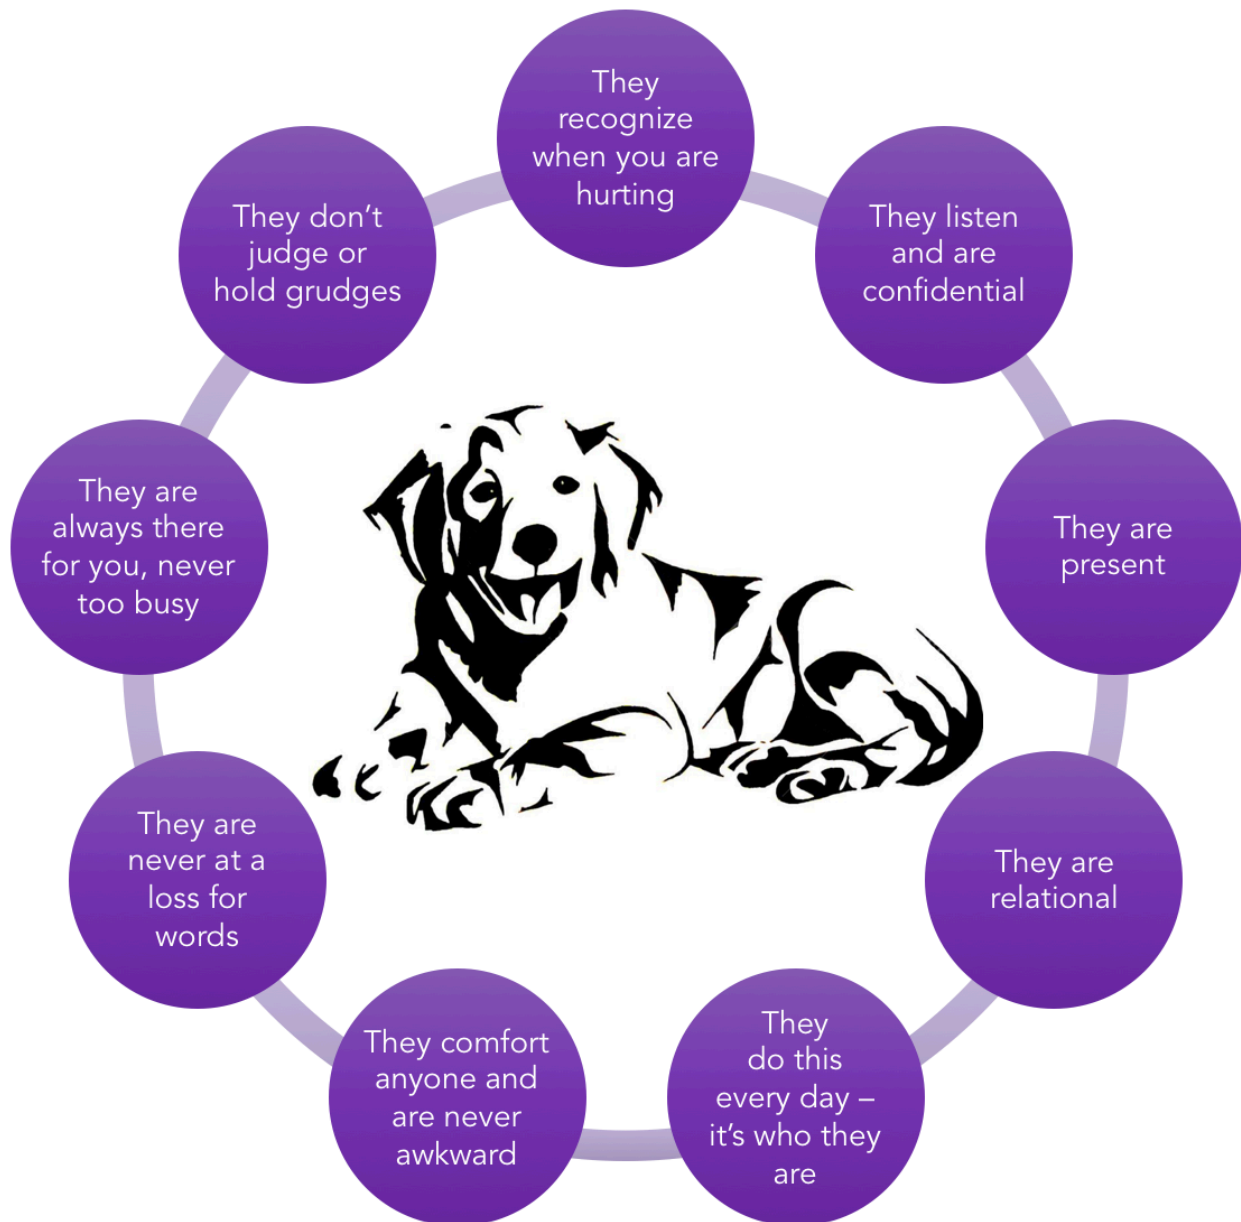 They
recognize
when you are
hurting
They listen
and are
confidential
They are
present
They are
relational
They
do this
every day –
it's who they
are
They comfort
anyone and
are never
awkward
They are
never at a
loss for
words
They are
always there
for you, never
too busy
They don't
judge or
hold grudges